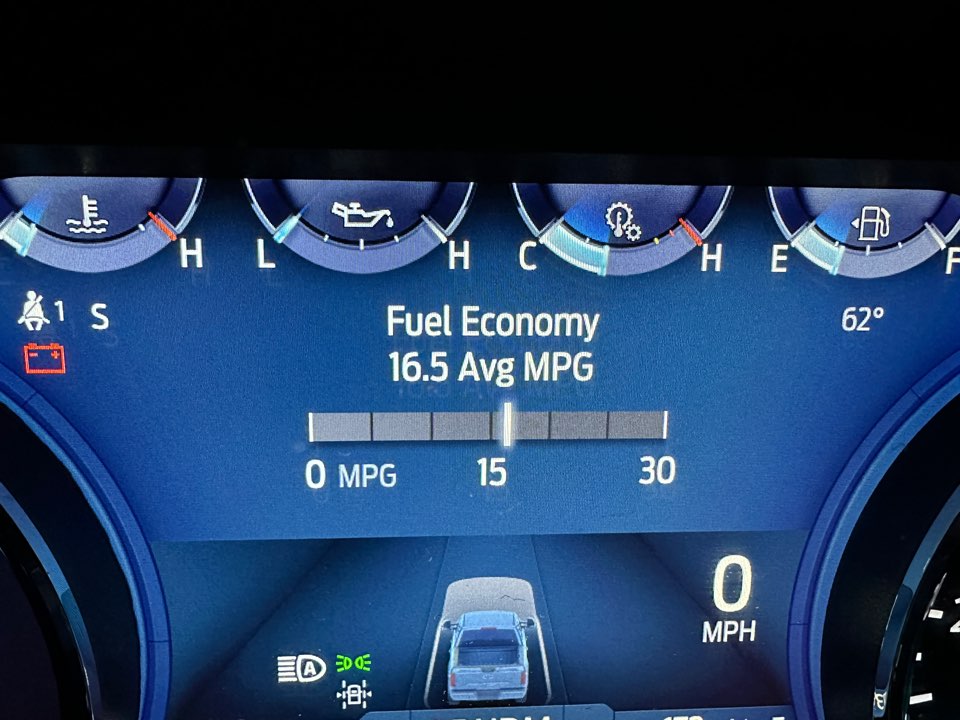 H L H C H E F
1 S 62°
Fuel Economy
16.5 Avg MPG
0 MPG 15 30
0
MPH
A